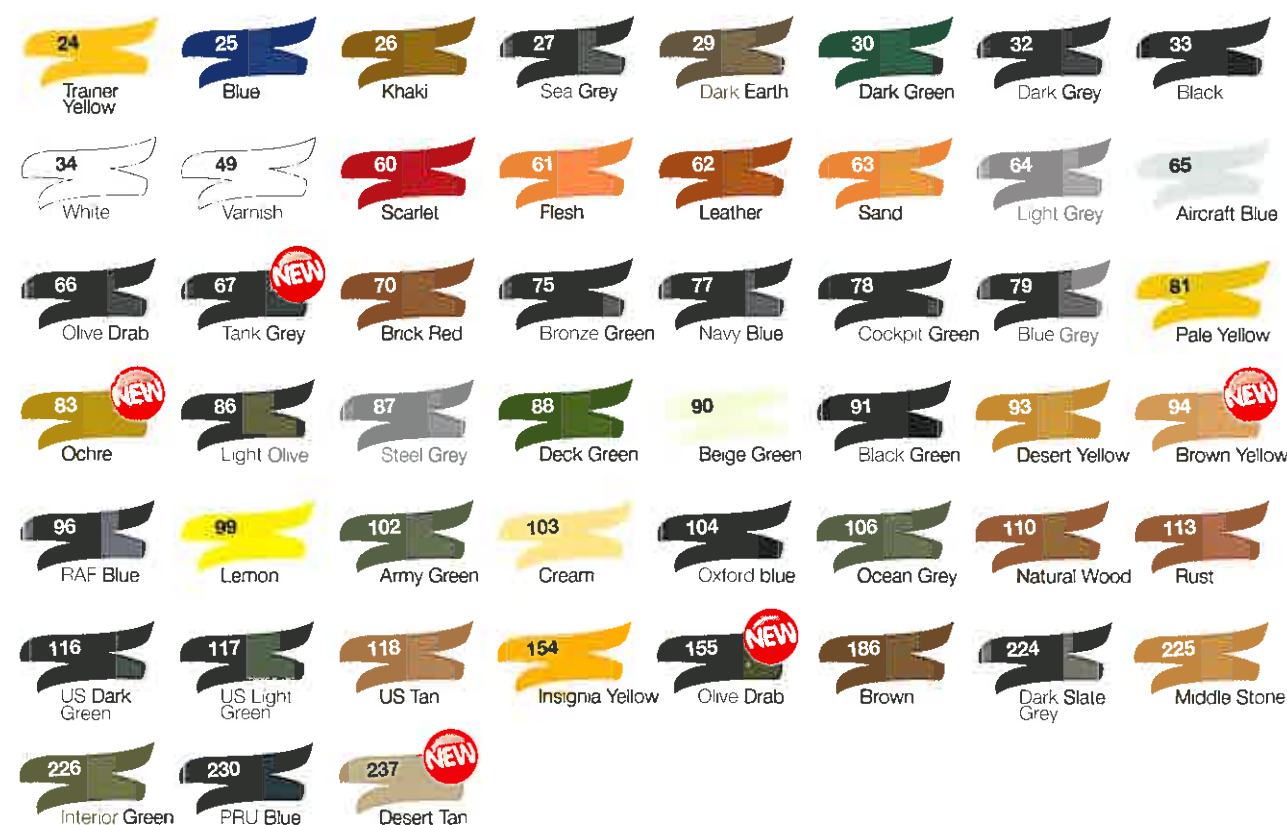 24
Trainer
Yellow
25
Blue
26
Khaki
27
Sea Grey
29
Dark Earth
30
Dark Green
32
Dark Grey
33
Black
34
White
49
Varnish
60
Scarlet
61
Flesh
62
Leather
63
Sand
64
Light Grey
65
Aircraft Blue
66
Olive Drab
67
NEW
Tank Grey
70
Brick Red
75
Bronze Green
77
Navy Blue
78
Cockpit Green
79
Blue Grey
81
Pale Yellow
83
NEW
Ochre
86
Light Olive
87
Steel Grey
88
Deck Green
90
Beige Green
91
Black Green
93
Desert Yellow
94
NEW
Brown Yellow
96
RAF Blue
99
Lemon
102
Army Green
103
Cream
104
Oxford blue
106
Ocean Grey
110
Natural Wood
113
Rust
116
US Dark
Green
117
US Light
Green
118
US Tan
154
Insignia Yellow
155
NEW
Olive Drab
186
Brown
224
Dark Slate
Grey
225
Middle Stone
226
Interior Green
230
PRU Blue
237
NEW
Desert Tan